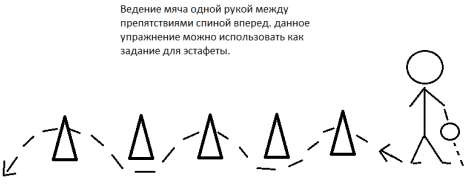 Ведение мяча одной рукой между
препятствиями спиной вперед. данное
упражнение можно использовать как
задание для эстафеты.